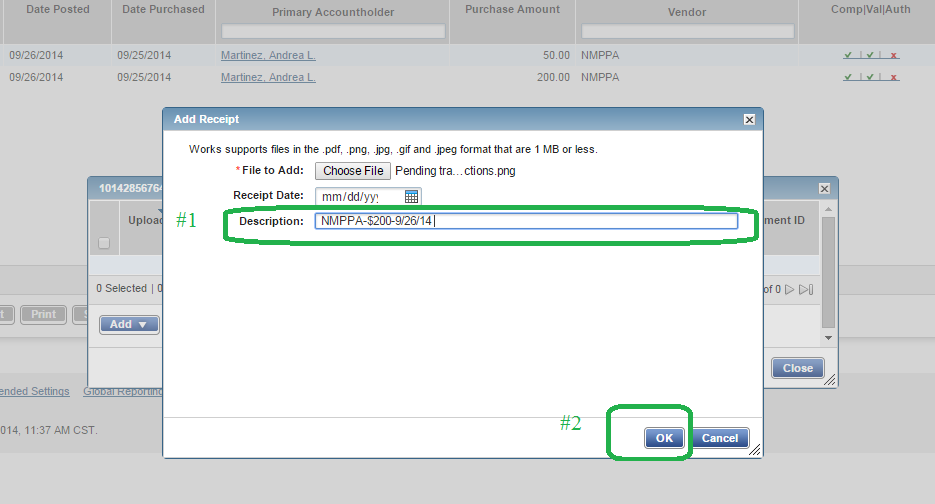 Date Posted Date Purchased Primary Accountholder Purchase Amount Vendor Comp|Val|Auth
09/26/2014 09/25/2014 Martinez, Andrea L. 50.00 NMPPA
09/26/2014 09/25/2014 Martinez, Andrea L. 200.00 NMPPA
Add Receipt
Works supports files in the .pdf, .png, .jpg, .gif and .jpeg format that are 1 MB or less.
*File to Add: Choose File Pending tra...ctions.png
10142856764
Receipt Date: mm/dd/yy
#1 Description: NMPPA-$200-9/26/14
Uploa ment ID
0 Selected | 0 of 0
Print
Add
Close
ended Settings Global Reporting
014, 11:37 AM CST.
#2
OK Cancel